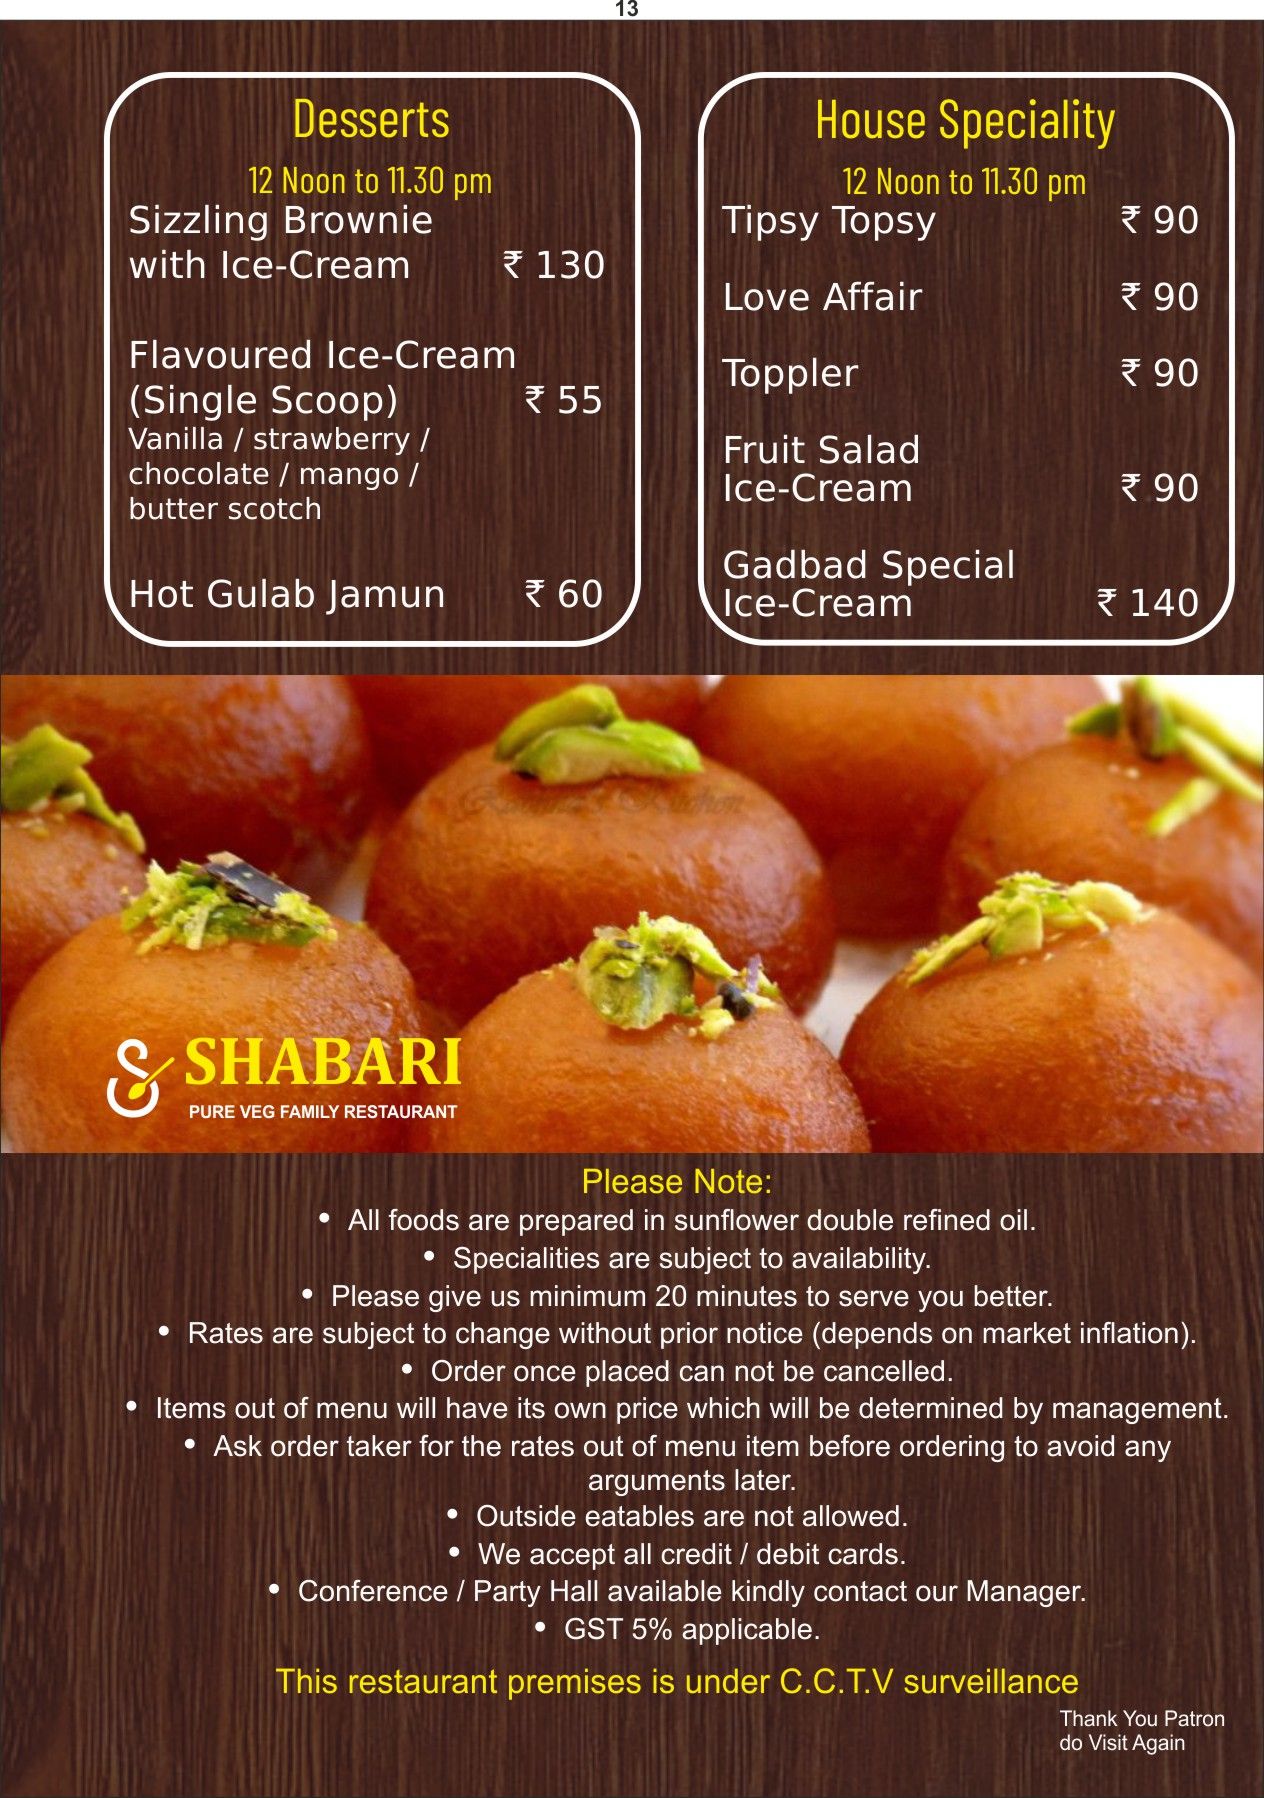 13
Desserts
12 Noon to 11.30 pm
Sizzling Brownie
with Ice-Cream ₹ 130
Flavoured Ice-Cream
(Single Scoop) ₹ 55
Vanilla / strawberry /
chocolate / mango /
butter scotch
Hot Gulab Jamun ₹ 60
House Speciality
12 Noon to 11.30 pm
Tipsy Topsy ₹ 90
Love Affair ₹ 90
Toppler ₹ 90
Fruit Salad
Ice-Cream ₹ 90
Gadbad Special
Ice-Cream ₹ 140
SHABARI
PURE VEG FAMILY RESTAURANT
Please Note:
• All foods are prepared in sunflower double refined oil.
• Specialities are subject to availability.
• Please give us minimum 20 minutes to serve you better.
• Rates are subject to change without prior notice (depends on market inflation).
• Order once placed can not be cancelled.
• Items out of menu will have its own price which will be determined by management.
• Ask order taker for the rates out of menu item before ordering to avoid any
arguments later.
• Outside eatables are not allowed.
• We accept all credit / debit cards.
• Conference / Party Hall available kindly contact our Manager.
• GST 5% applicable.
This restaurant premises is under C.C.T.V surveillance
Thank You Patron
do Visit Again